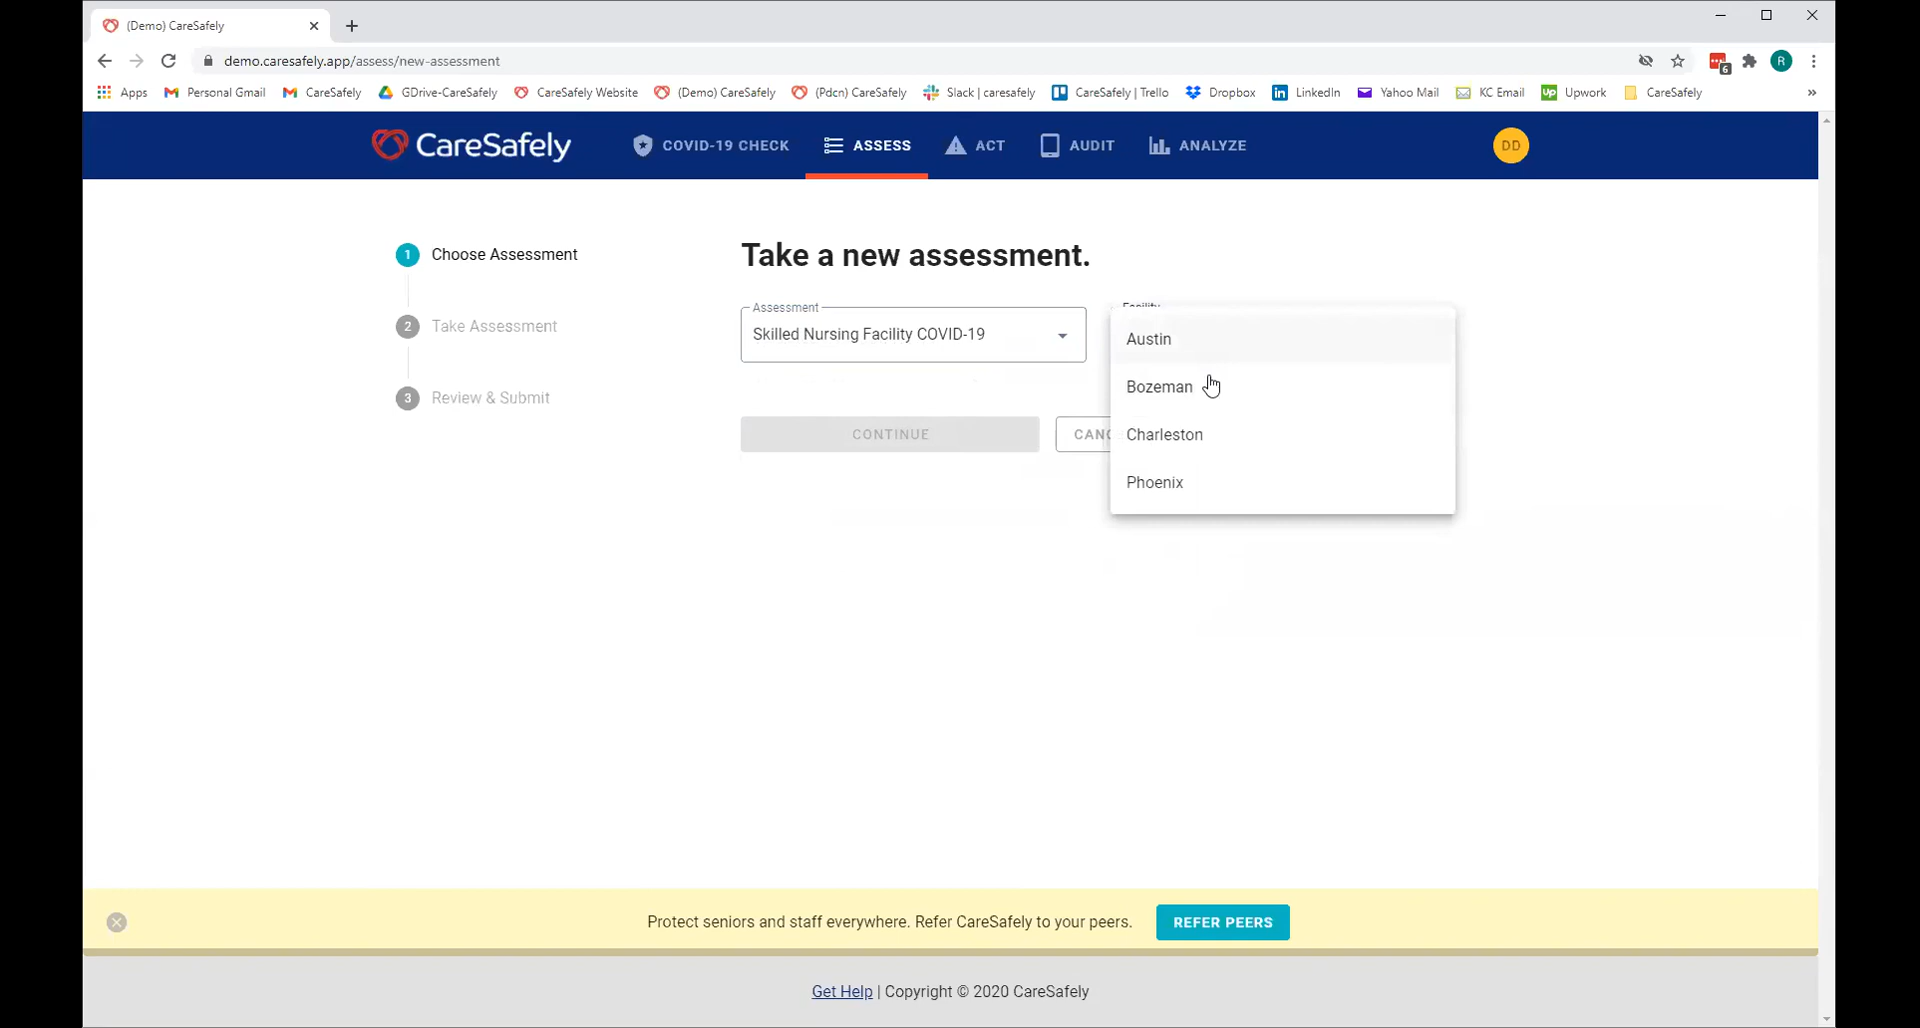 (Demo) CareSafely
demo.caresafely.app/assess/new-assessment
6
R
Apps
Personal Gmail
CareSafely
GDrive-CareSafely
CareSafely Website
(Demo) CareSafely
(Pdcn) CareSafely
Slack | caresafely
CareSafely | Trello
Dropbox
LinkedIn
Yahoo Mail
KC Email
Upwork
CareSafely
CareSafely
COVID-19 CHECK
ASSESS
ACT
AUDIT
ANALYZE
DD
1 Choose Assessment
2 Take Assessment
3 Review & Submit
Take a new assessment.
Assessment
Skilled Nursing Facility COVID-19
Facility
Austin
Bozeman
Charleston
Phoenix
CONTINUE
CANC
Protect seniors and staff everywhere. Refer CareSafely to your peers.
REFER PEERS
Get Help | Copyright © 2020 CareSafely